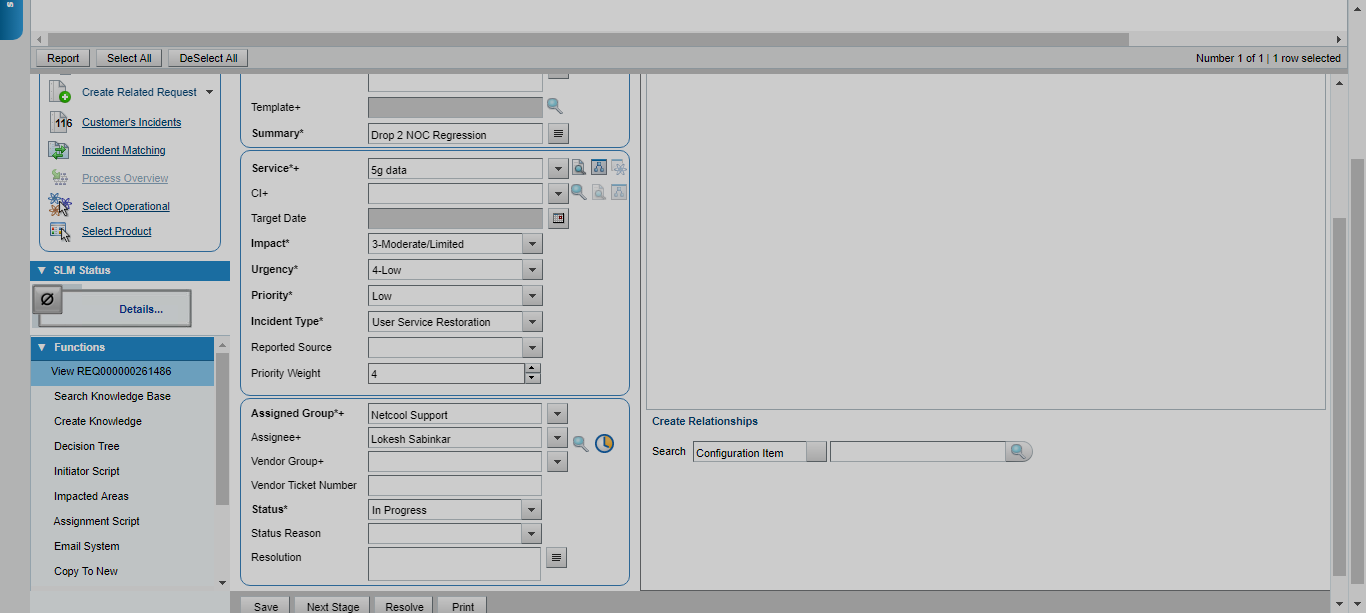 Report Select All DeSelect All Number 1 of 1 | 1 row selected
Create Related Request
116 Customer's Incidents
Incident Matching
Process Overview
Select Operational
Select Product
SLM Status
Details...
Functions
View REQ000000261486
Search Knowledge Base
Create Knowledge
Decision Tree
Initiator Script
Impacted Areas
Assignment Script
Email System
Copy To New
Template+
Summary* Drop 2 NOC Regression
Service*+ 5g data
CI+
Target Date
Impact* 3-Moderate/Limited
Urgency* 4-Low
Priority* Low
Incident Type* User Service Restoration
Reported Source
Priority Weight 4
Assigned Group*+ Netcool Support
Assignee+ Lokesh Sabinkar
Vendor Group+
Vendor Ticket Number
Status* In Progress
Status Reason
Resolution
Create Relationships
Search Configuration Item
Save Next Stage Resolve Print